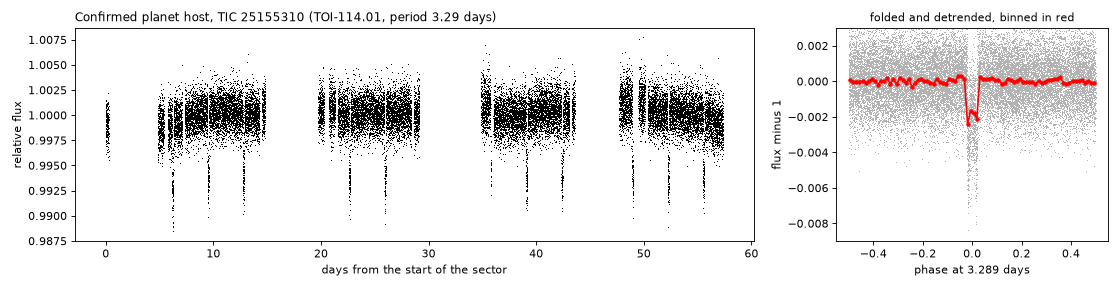 Confirmed planet host, TIC 25155310 (TOI-114.01, period 3.29 days)
folded and detrended, binned in red
1.0075
1.0050
1.0025
1.0000
0.9975
0.9950
0.9925
0.9900
0.9875
relative flux
0 10 20 30 40 50 60
days from the start of the sector
0.002
0.000
−0.002
−0.004
−0.006
−0.008
flux minus 1
−0.4 −0.2 0.0 0.2 0.4
phase at 3.289 days